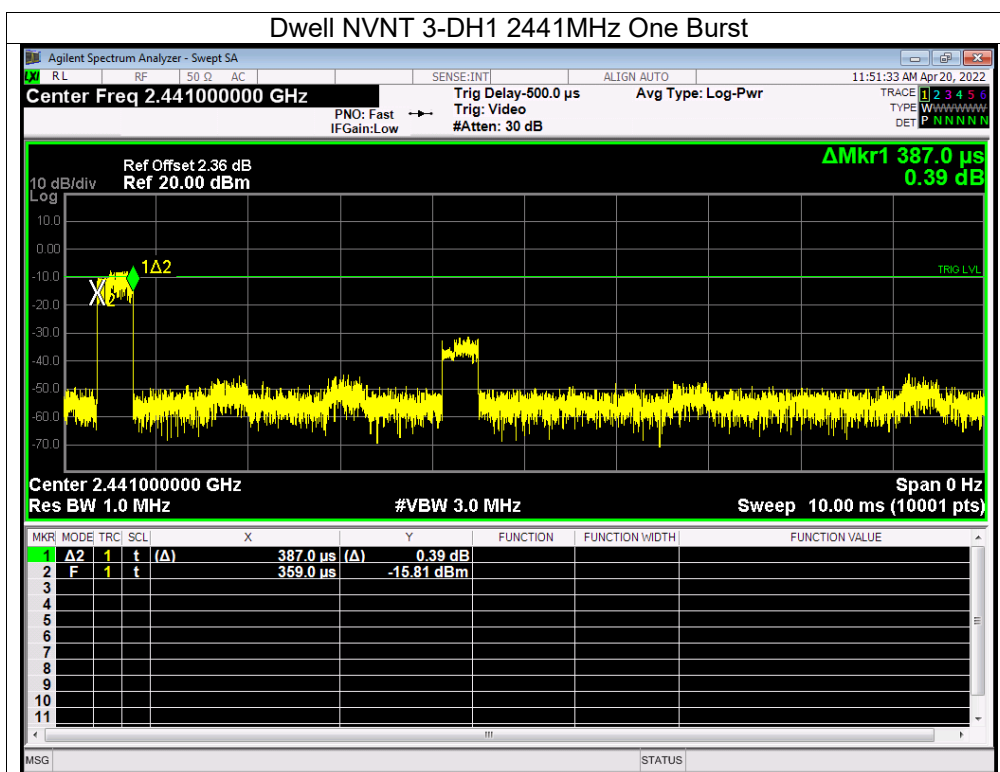 Dwell NVNT 3-DH1 2441MHz One Burst
Agilent Spectrum Analyzer - Swept SA
LXI RL RF 50 Ω AC SENSE:INT ALIGN AUTO 11:51:33 AM Apr 20, 2022
Center Freq 2.441000000 GHz Trig Delay-500.0 μs Avg Type: Log-Pwr TRACE 1 2 3 4 5 6
PNO: Fast Trig: Video TYPE WWWWWW
IFGain:Low #Atten: 30 dB DET P N N N N N
ΔMkr1 387.0 μs
0.39 dB
Ref Offset 2.36 dB
10 dB/div Ref 20.00 dBm
Log
10.0
0.00
1Δ2
TRIG LVL
-10.0
2
-20.0
-30.0
-40.0
-50.0
-60.0
-70.0
Center 2.441000000 GHz Span 0 Hz
Res BW 1.0 MHz #VBW 3.0 MHz Sweep 10.00 ms (10001 pts)
MKR MODE TRC SCL X Y FUNCTION FUNCTION WIDTH FUNCTION VALUE
1 Δ2 1 t (Δ) 387.0 μs (Δ) 0.39 dB
2 F 1 t 359.0 μs -15.81 dBm
3
4
5
6
7
8
9
10
11
MSG STATUS